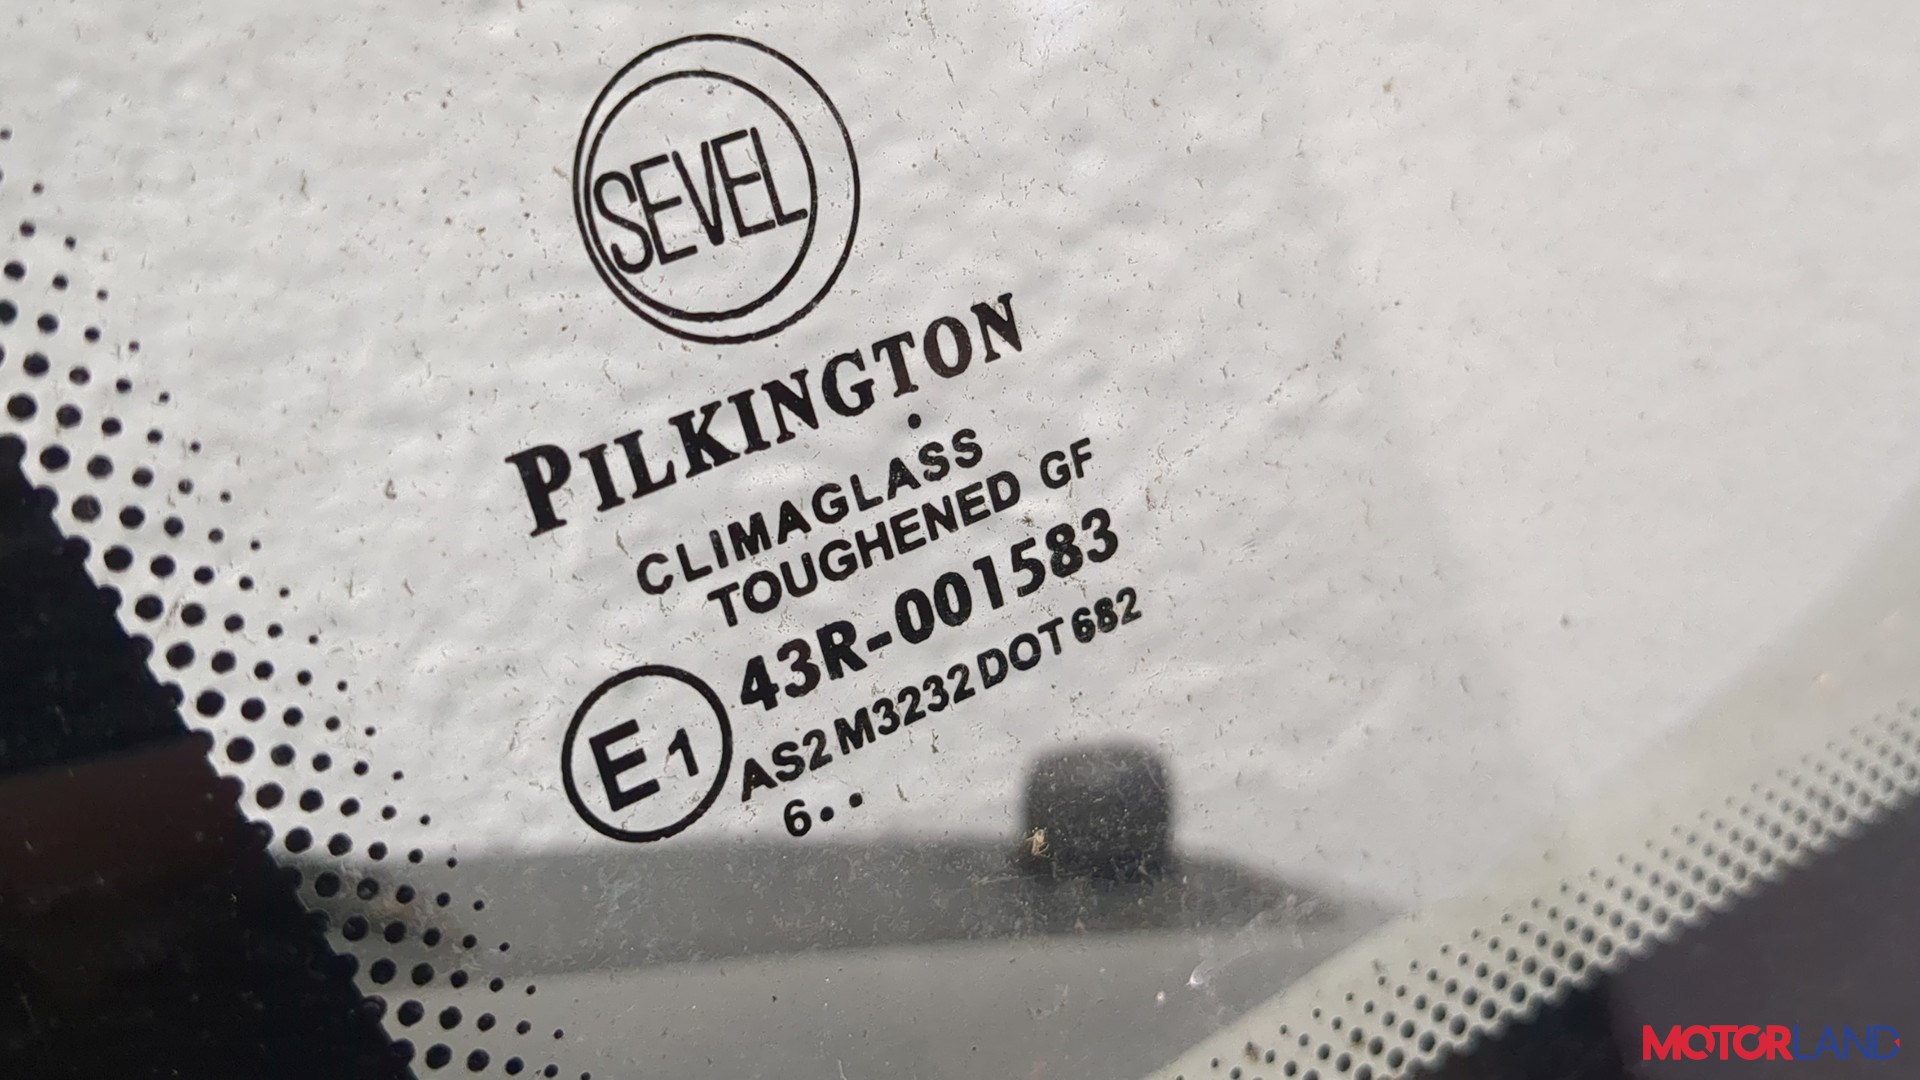 SEVEL
PILKINGTON
CLIMAGLASS
TOUGHENED GF
43R-001583
E1
AS2 M3232 DOT 682
6..
MOTORLAND